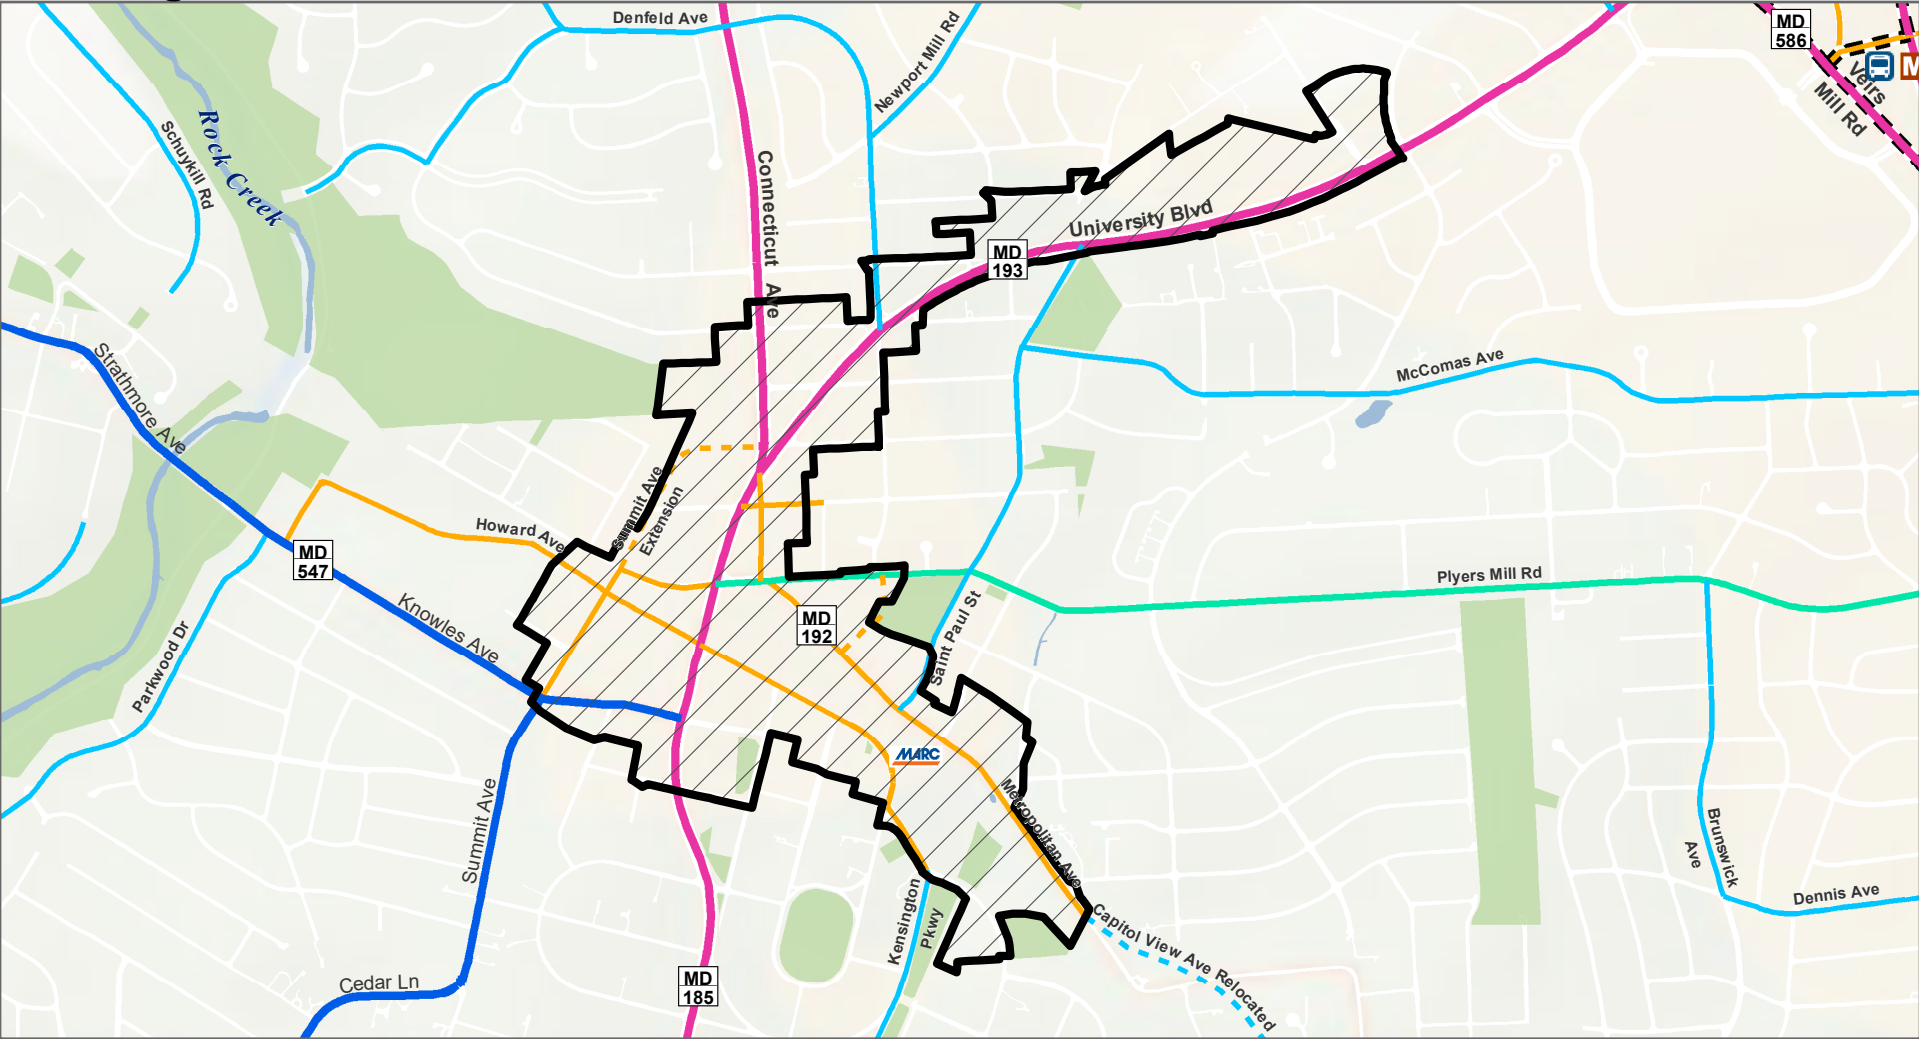 Denfeld Ave
Newport Mill Rd
MD
586
Veirs
Mill Rd
M
Schuykill Rd
Rock Creek
Connecticut Ave
University Blvd
MD
193
Strathmore Ave
McComas Ave
Summit Ave
Extension
Howard Ave
MD
547
Knowles Ave
Plyers Mill Rd
MD
192
Saint Paul St
Parkwood Dr
MARC
Metropolitan Ave
Summit Ave
Brunswick
Ave
Dennis Ave
Kensington
Pkwy
Capitol View Ave Relocated
Cedar Ln
MD
185